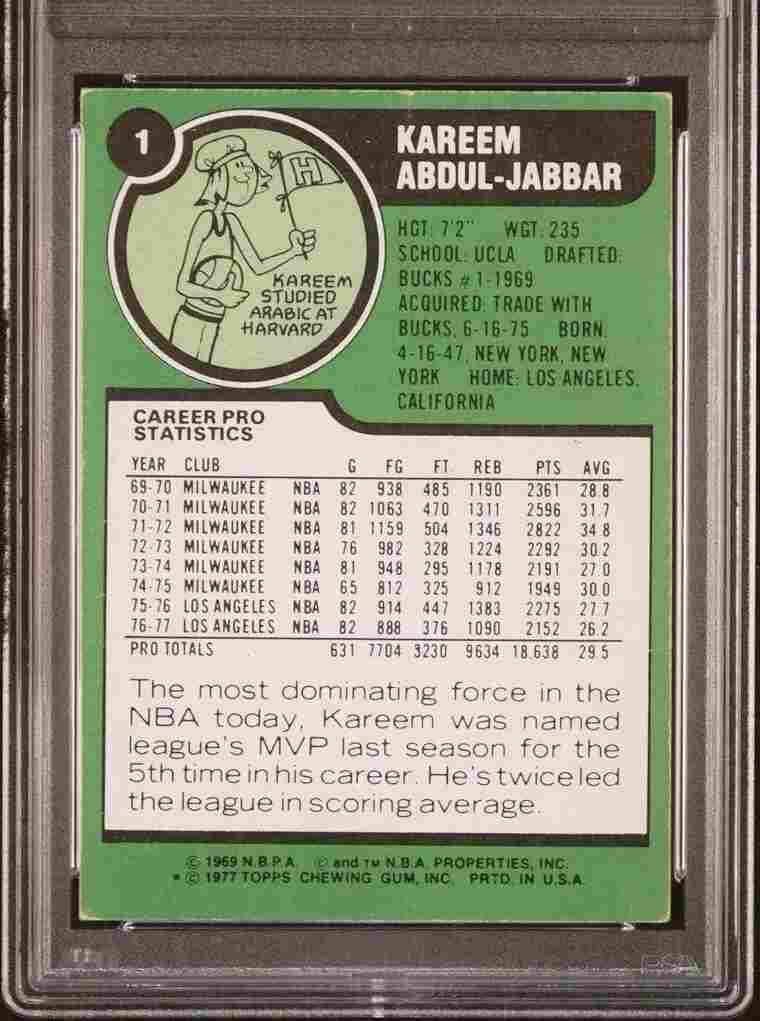 1
H
KAREEM
STUDIED
ARABIC AT
HARVARD
KAREEM
ABDUL-JABBAR
HGT: 7'2" WGT: 235
SCHOOL: UCLA DRAFTED:
BUCKS #1-1969
ACQUIRED: TRADE WITH
BUCKS, 6-16-75 BORN:
4-16-47, NEW YORK, NEW
YORK HOME: LOS ANGELES,
CALIFORNIA
CAREER PRO
STATISTICS
YEAR CLUB G FG FT REB PTS AVG
69-70 MILWAUKEE NBA 82 938 485 1190 2361 28.8
70-71 MILWAUKEE NBA 82 1063 470 1311 2596 31.7
71-72 MILWAUKEE NBA 81 1159 504 1346 2822 34.8
72-73 MILWAUKEE NBA 76 982 328 1224 2292 30.2
73-74 MILWAUKEE NBA 81 948 295 1178 2191 27.0
74-75 MILWAUKEE NBA 65 812 325 912 1949 30.0
75-76 LOS ANGELES NBA 82 914 447 1383 2275 27.7
76-77 LOS ANGELES NBA 82 888 376 1090 2152 26.2
PRO TOTALS 631 7704 3230 9634 18,638 29.5
The most dominating force in the
NBA today, Kareem was named
league's MVP last season for the
5th time in his career. He's twice led
the league in scoring average.
© 1969 N.B.P.A. © and TM N.B.A. PROPERTIES, INC.
* © 1977 TOPPS CHEWING GUM, INC. PRTD. IN U.S.A.
PSA